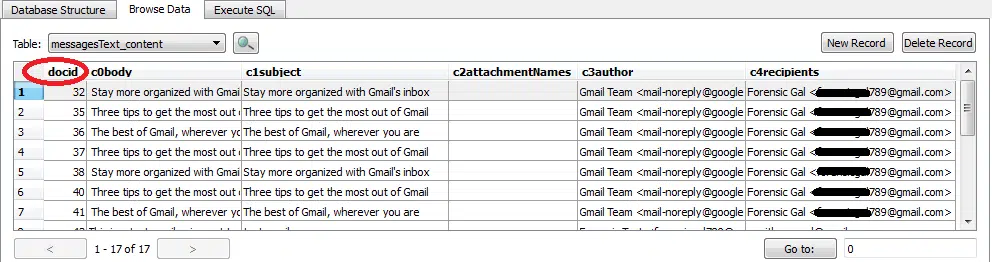 Database Structure Browse Data Execute SQL
Table: messagesText_content New Record Delete Record
docid c0body c1subject c2attachmentNames c3author c4recipients
1 32 Stay more organized with Gmai Stay more organized with Gmail's inbox Gmail Team <mail-noreply@google Forensic Gal < 789@gmail.com>
2 35 Three tips to get the most out o Three tips to get the most out of Gmail Gmail Team <mail-noreply@google Forensic Gal < 789@gmail.com>
3 36 The best of Gmail, wherever yo The best of Gmail, wherever you are Gmail Team <mail-noreply@google Forensic Gal < 789@gmail.com>
4 37 Three tips to get the most out o Three tips to get the most out of Gmail Gmail Team <mail-noreply@google Forensic Gal < 789@gmail.com>
5 38 Stay more organized with Gmai Stay more organized with Gmail's inbox Gmail Team <mail-noreply@google Forensic Gal < 789@gmail.com>
6 40 Three tips to get the most out o Three tips to get the most out of Gmail Gmail Team <mail-noreply@google Forensic Gal < 789@gmail.com>
7 41 The best of Gmail, wherever yo The best of Gmail, wherever you are Gmail Team <mail-noreply@google Forensic Gal < 789@gmail.com>
< 1 - 17 of 17 > Go to: 0